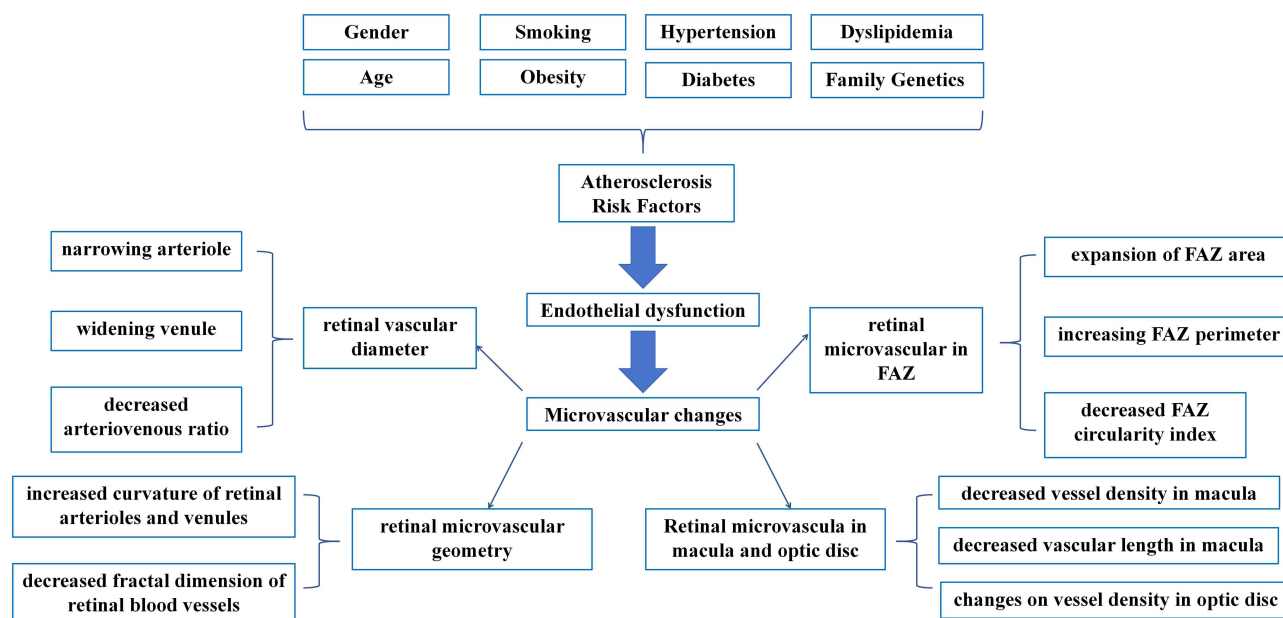 Gender
Smoking
Hypertension
Dyslipidemia
Age
Obesity
Diabetes
Family Genetics
Atherosclerosis
Risk Factors
Endothelial dysfunction
Microvascular changes
narrowing arteriole
widening venule
decreased
arteriovenous ratio
retinal vascular
diameter
increased curvature of retinal
arterioles and venules
decreased fractal dimension of
retinal blood vessels
retinal microvascular
geometry
retinal
microvascular in
FAZ
expansion of FAZ area
increasing FAZ perimeter
decreased FAZ
circularity index
Retinal microvascula in
macula and optic disc
decreased vessel density in macula
decreased vascular length in macula
changes on vessel density in optic disc